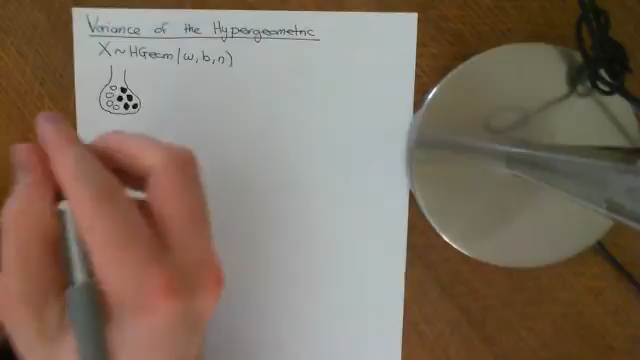 Variance of the Hypergeometric
X ~ HGeom(w, b, n)